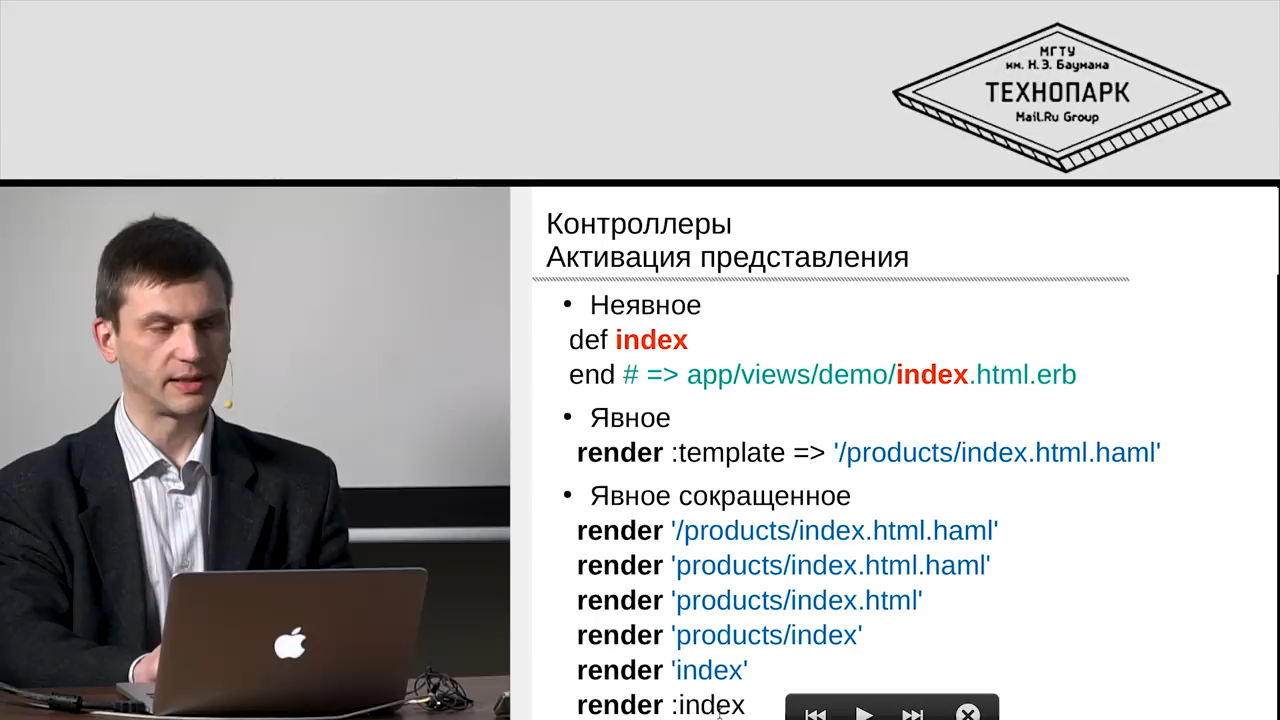 МГТУ
им. Н.Э. Баумана
ТЕХНОПАРК
Mail.Ru Group
Контроллеры
Активация представления
• Неявное
def index
end # => app/views/demo/index.html.erb
• Явное
render :template => '/products/index.html.haml'
• Явное сокращенное
render '/products/index.html.haml'
render 'products/index.html.haml'
render 'products/index.html'
render 'products/index'
render 'index'
render :index